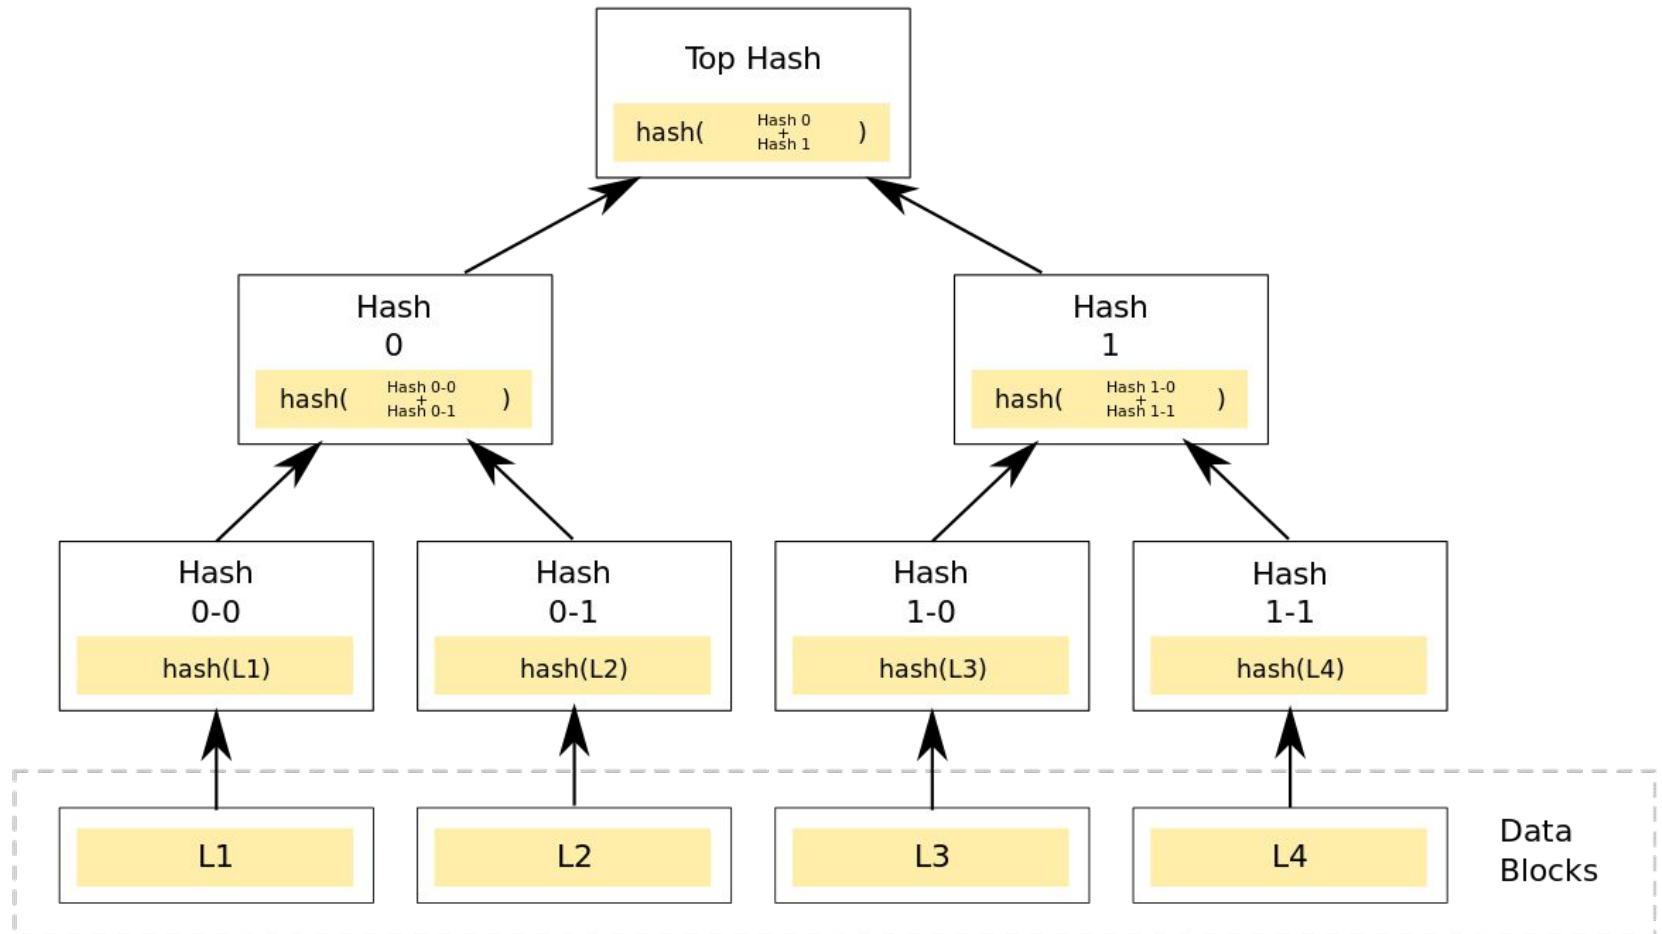 Top Hash
hash( Hash 0 + Hash 1 )
Hash
0
hash( Hash 0-0 + Hash 0-1 )
Hash
1
hash( Hash 1-0 + Hash 1-1 )
Hash
0-0
hash(L1)
Hash
0-1
hash(L2)
Hash
1-0
hash(L3)
Hash
1-1
hash(L4)
L1
L2
L3
L4
Data
Blocks